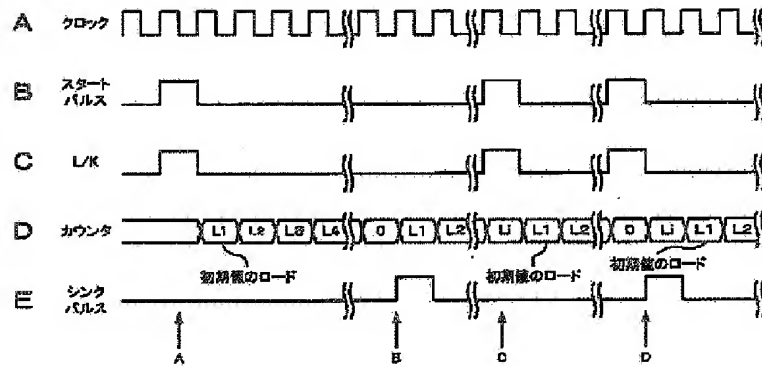 A クロック
B スタート
パルス
C L/K
D カウンタ L1 L2 L3 L4 0 L1 L2 Li L1 L2 0 Li L1 L2
初期値のロード 初期値のロード 初期値のロード
E シンク
パルス
A B C D